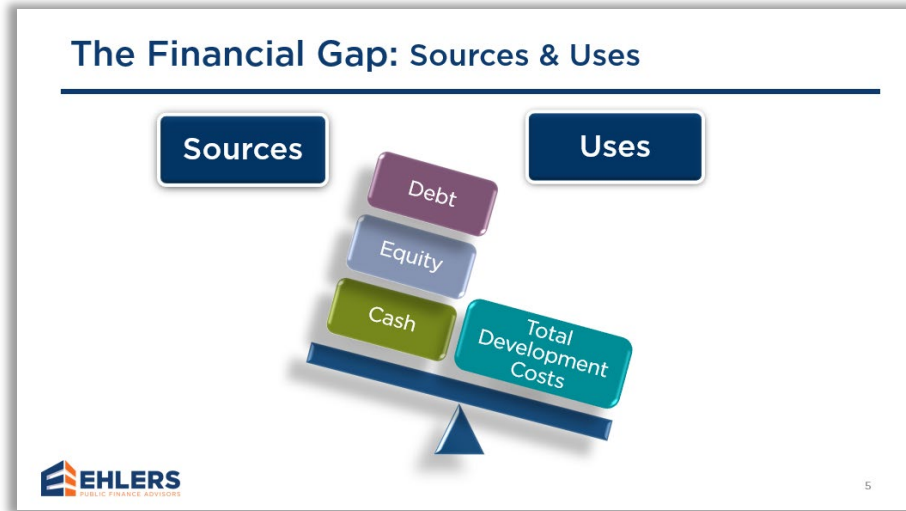 The Financial Gap: Sources & Uses
Sources
Uses
Debt
Equity
Cash
Total
Development
Costs
EHLERS
PUBLIC FINANCE ADVISORS
5